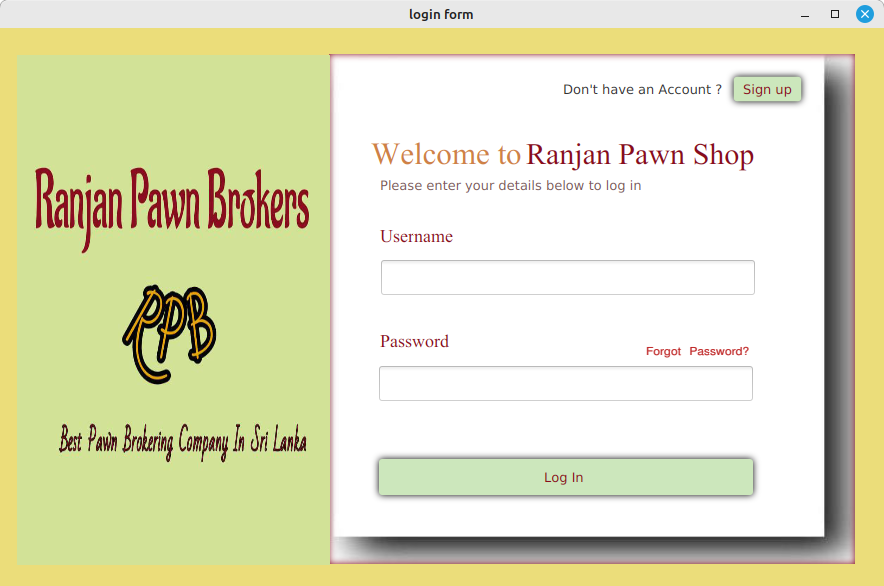 login form
Ranjan Pawn Brokers
RPB
Best Pawn Brokering Company In Sri Lanka
Don't have an Account ? Sign up
Welcome to Ranjan Pawn Shop
Please enter your details below to log in
Username
Password
Forgot Password?
Log In